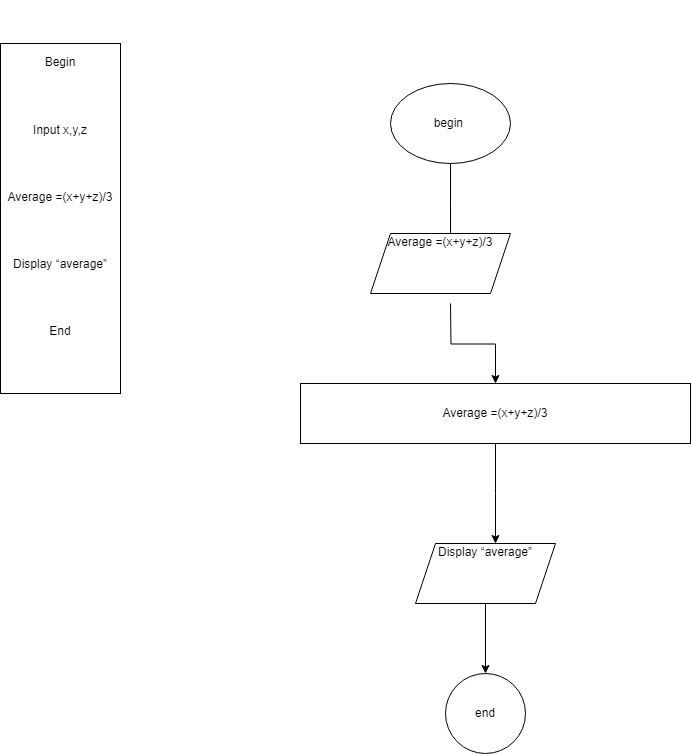 Begin
Input x,y,z
Average =(x+y+z)/3
Display “average”
End
begin
Average =(x+y+z)/3
Average =(x+y+z)/3
Display “average”
end